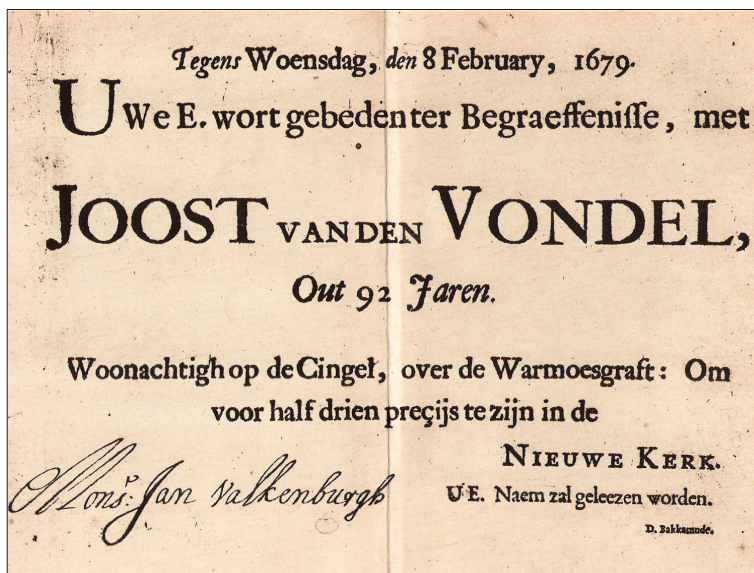 Tegens Woensdag, den 8 February, 1679.
UWe E. wort gebeden ter Begraeffenisse, met
JOOST VAN DEN VONDEL,
Out 92 Jaren.
Woonachtigh op de Cingel, over de Warmoesgraft: Om
voor half drien preçijs te zijn in de
NIEUWE KERK.
Monsr: Jan Valkenburgh
UE. Naem zal geleezen worden.
D. Bakkamude.